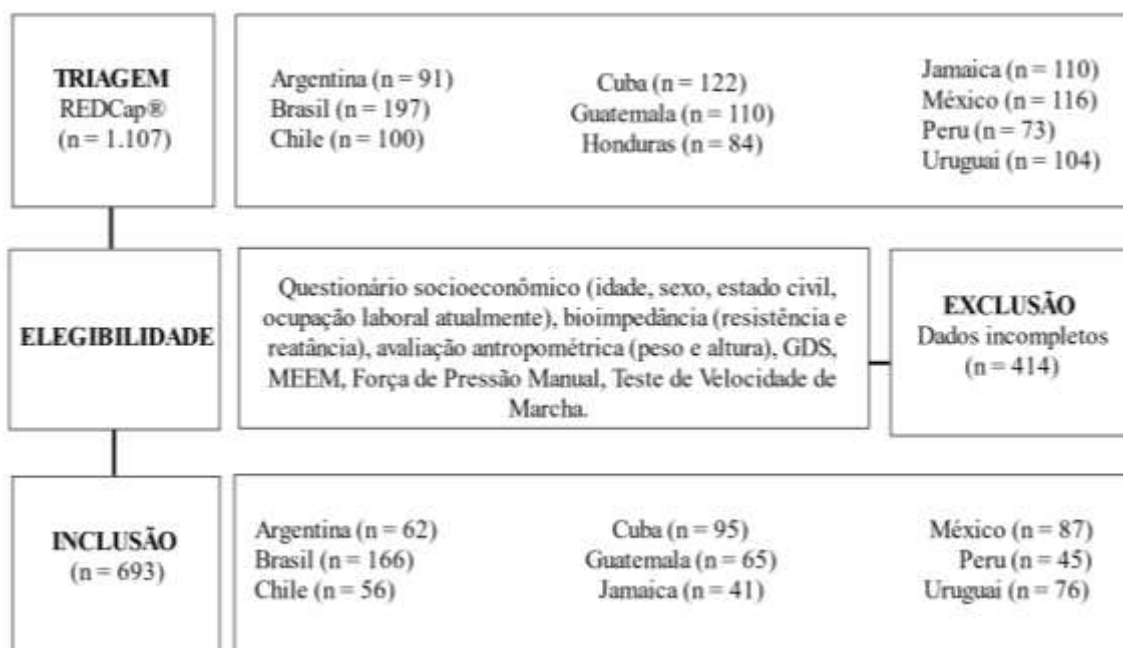 TRIAGEM
REDCap®
(n = 1.107)
Argentina (n = 91)
Brasil (n = 197)
Chile (n = 100)
Cuba (n = 122)
Guatemala (n = 110)
Honduras (n = 84)
Jamaica (n = 110)
México (n = 116)
Peru (n = 73)
Uruguai (n = 104)
ELEGIBILIDADE
Questionário socioeconômico (idade, sexo, estado civil,
ocupação laboral atualmente), bioimpedância (resistência e
reatância), avaliação antropométrica (peso e altura), GDS,
MEEM, Força de Pressão Manual, Teste de Velocidade de
Marcha.
EXCLUSÃO
Dados incompletos
(n = 414)
INCLUSÃO
(n = 693)
Argentina (n = 62)
Brasil (n = 166)
Chile (n = 56)
Cuba (n = 95)
Guatemala (n = 65)
Jamaica (n = 41)
México (n = 87)
Peru (n = 45)
Uruguai (n = 76)